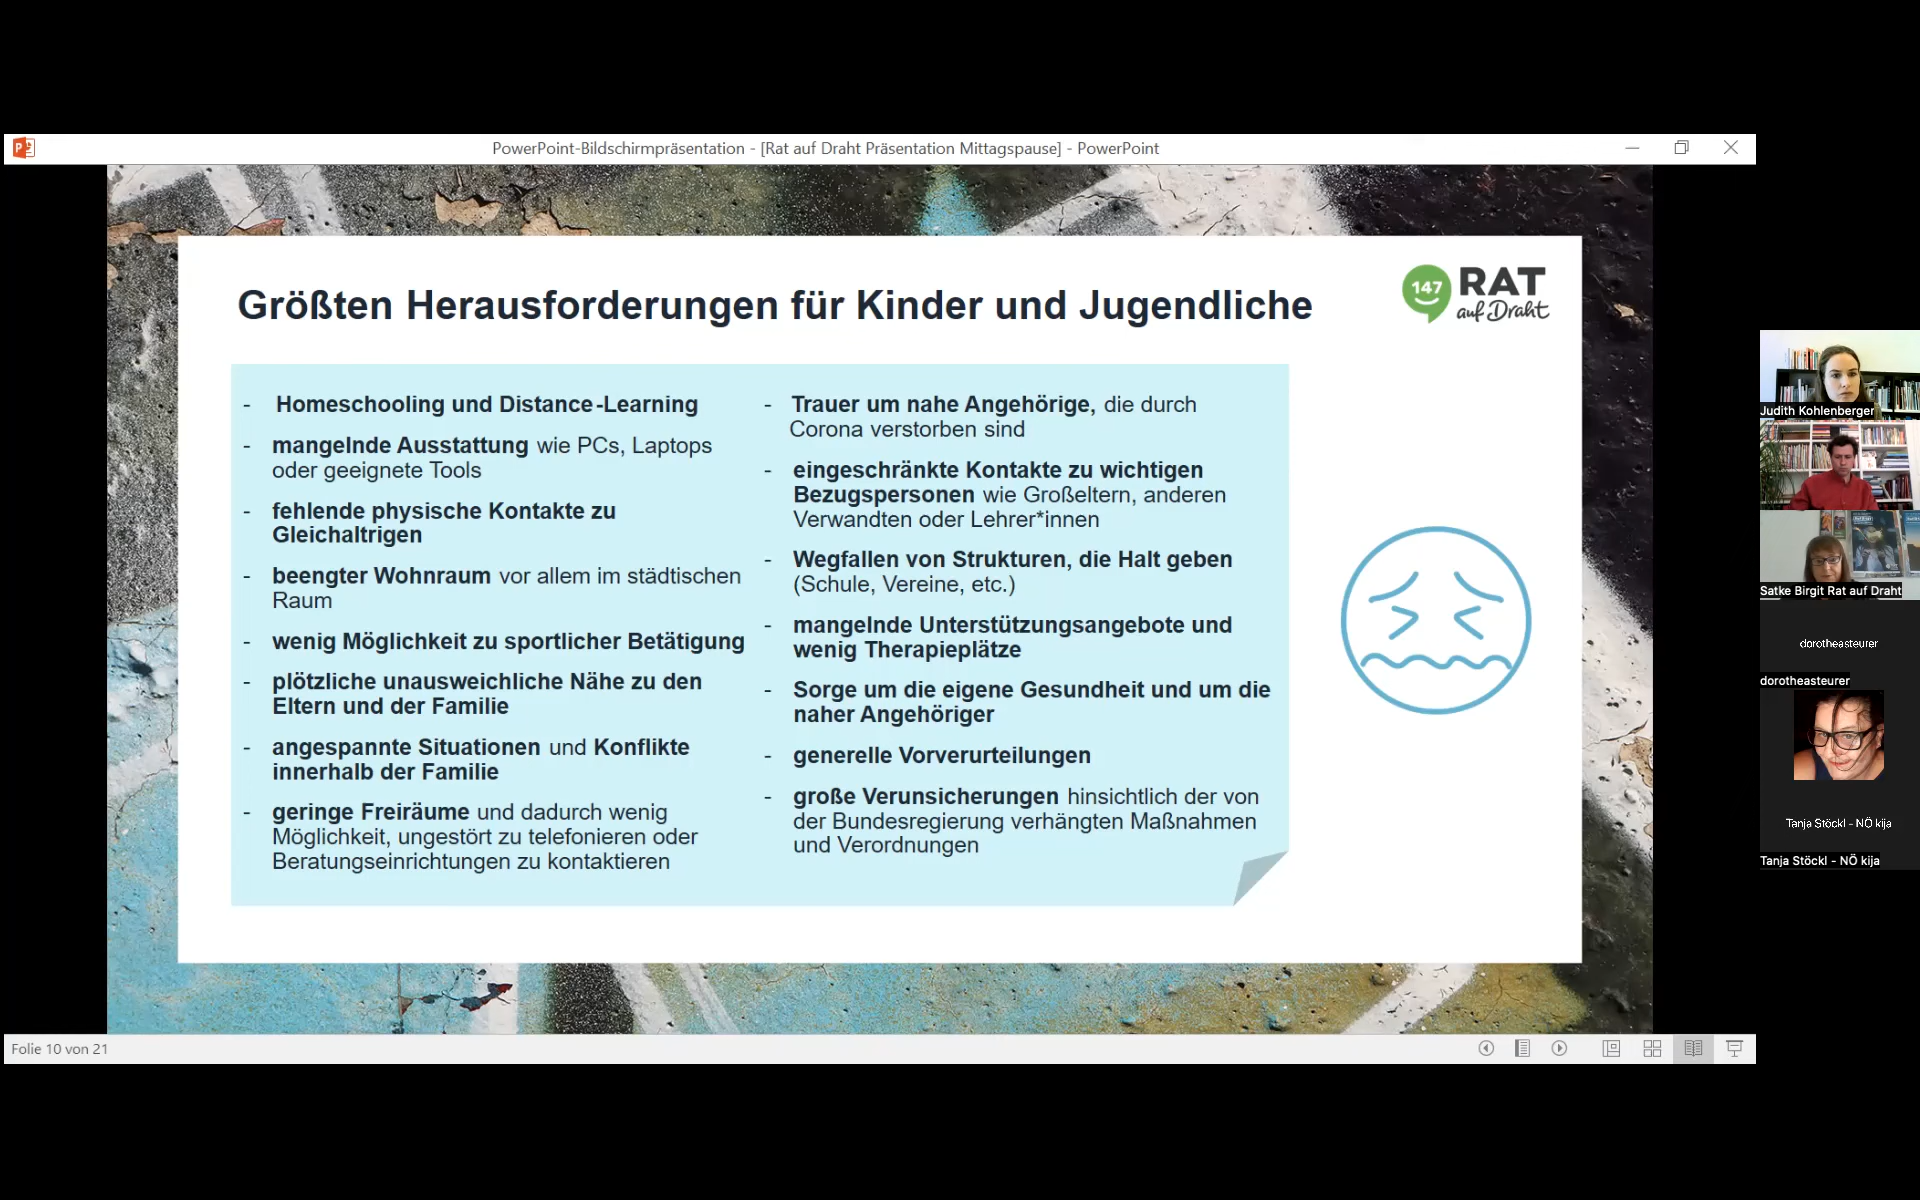 PowerPoint-Bildschirmpräsentation - [Rat auf Draht Präsentation Mittagspause] - PowerPoint
Größten Herausforderungen für Kinder und Jugendliche
147 RAT
auf Draht
- Homeschooling und Distance-Learning
- mangelnde Ausstattung wie PCs, Laptops
oder geeignete Tools
- fehlende physische Kontakte zu
Gleichaltrigen
- beengter Wohnraum vor allem im städtischen
Raum
- wenig Möglichkeit zu sportlicher Betätigung
- plötzliche unausweichliche Nähe zu den
Eltern und der Familie
- angespannte Situationen und Konflikte
innerhalb der Familie
- geringe Freiräume und dadurch wenig
Möglichkeit, ungestört zu telefonieren oder
Beratungseinrichtungen zu kontaktieren
- Trauer um nahe Angehörige, die durch
Corona verstorben sind
- eingeschränkte Kontakte zu wichtigen
Bezugspersonen wie Großeltern, anderen
Verwandten oder Lehrer*innen
- Wegfallen von Strukturen, die Halt geben
(Schule, Vereine, etc.)
- mangelnde Unterstützungsangebote und
wenig Therapieplätze
- Sorge um die eigene Gesundheit und um die
naher Angehöriger
- generelle Vorverurteilungen
- große Verunsicherungen hinsichtlich der von
der Bundesregierung verhängten Maßnahmen
und Verordnungen
Judith Kohlenberger
Satke Birgit Rat auf Draht
dorotheasteurer
dorotheasteurer
Tanja Stöckl - NÖ kija
Tanja Stöckl - NÖ kija
Folie 10 von 21